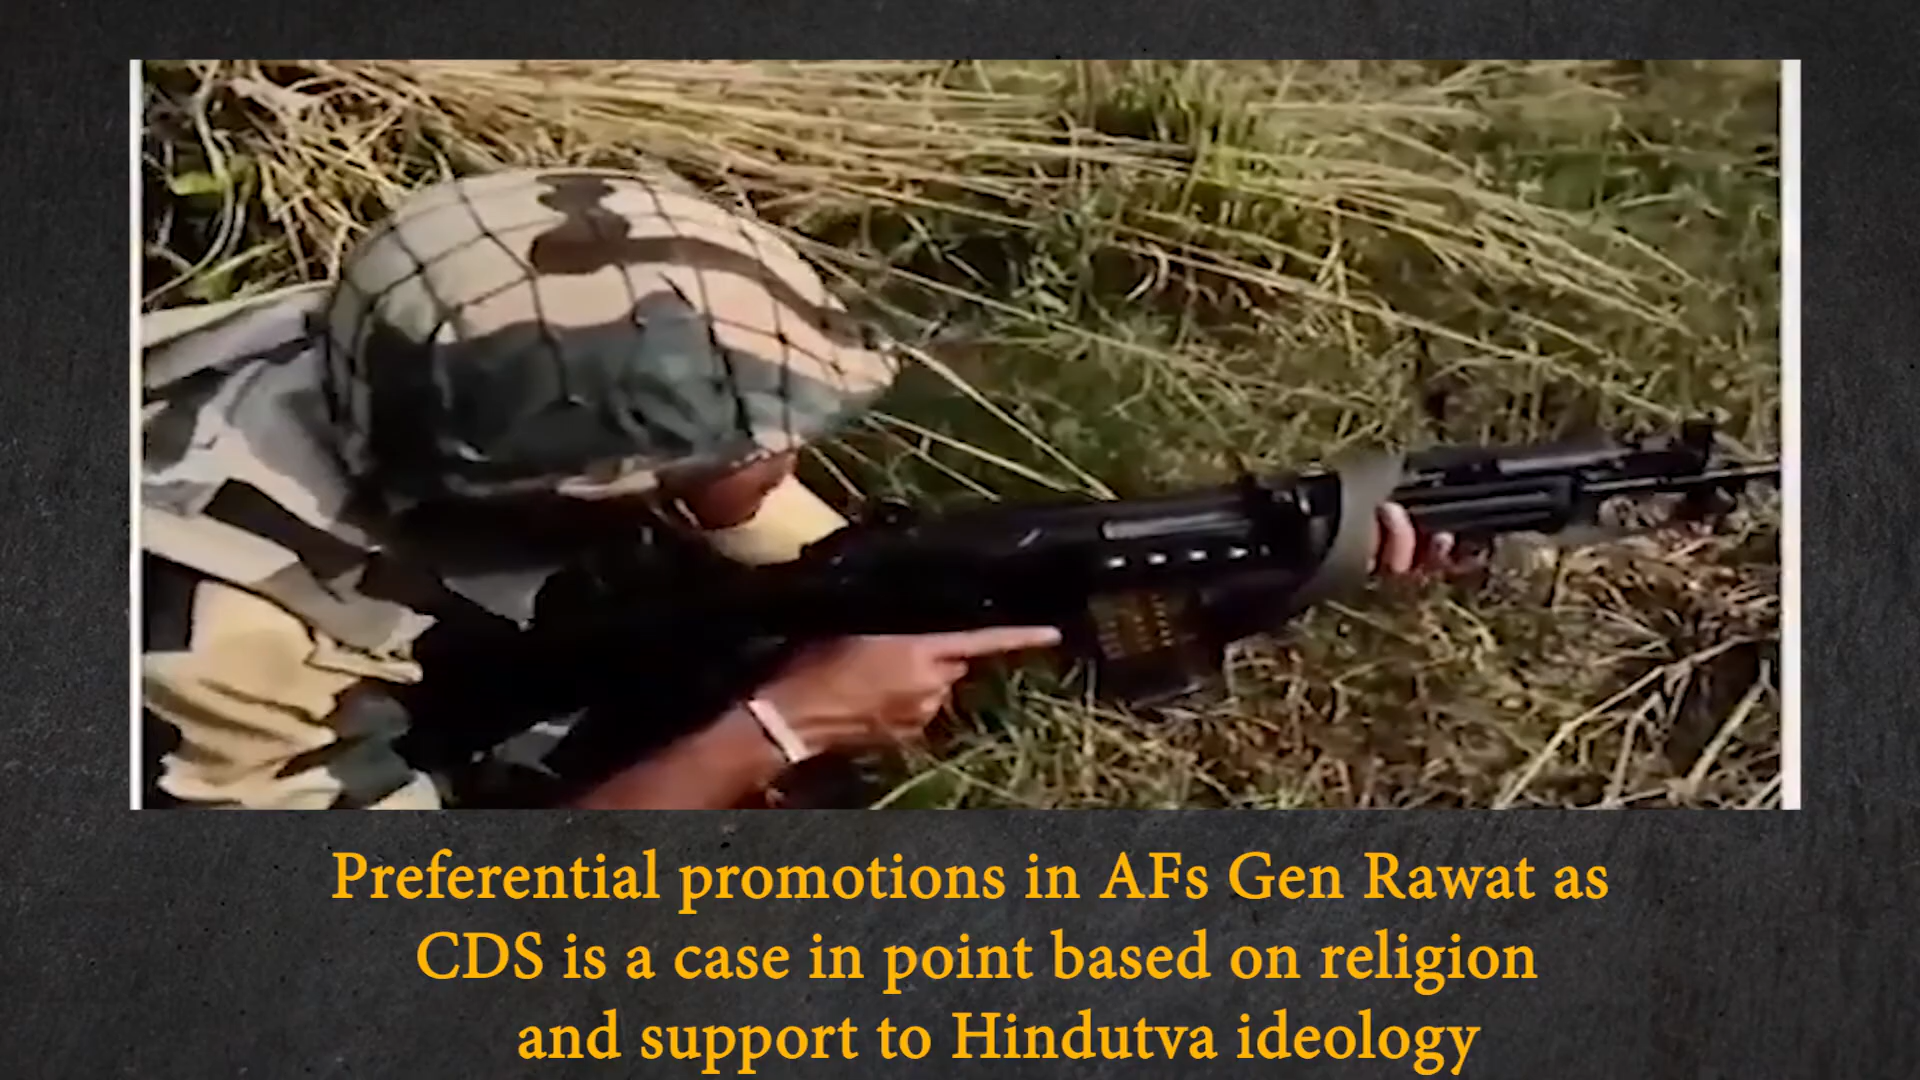 Preferential promotions in AFs Gen Rawat as
CDS is a case in point based on religion
and support to Hindutva ideology